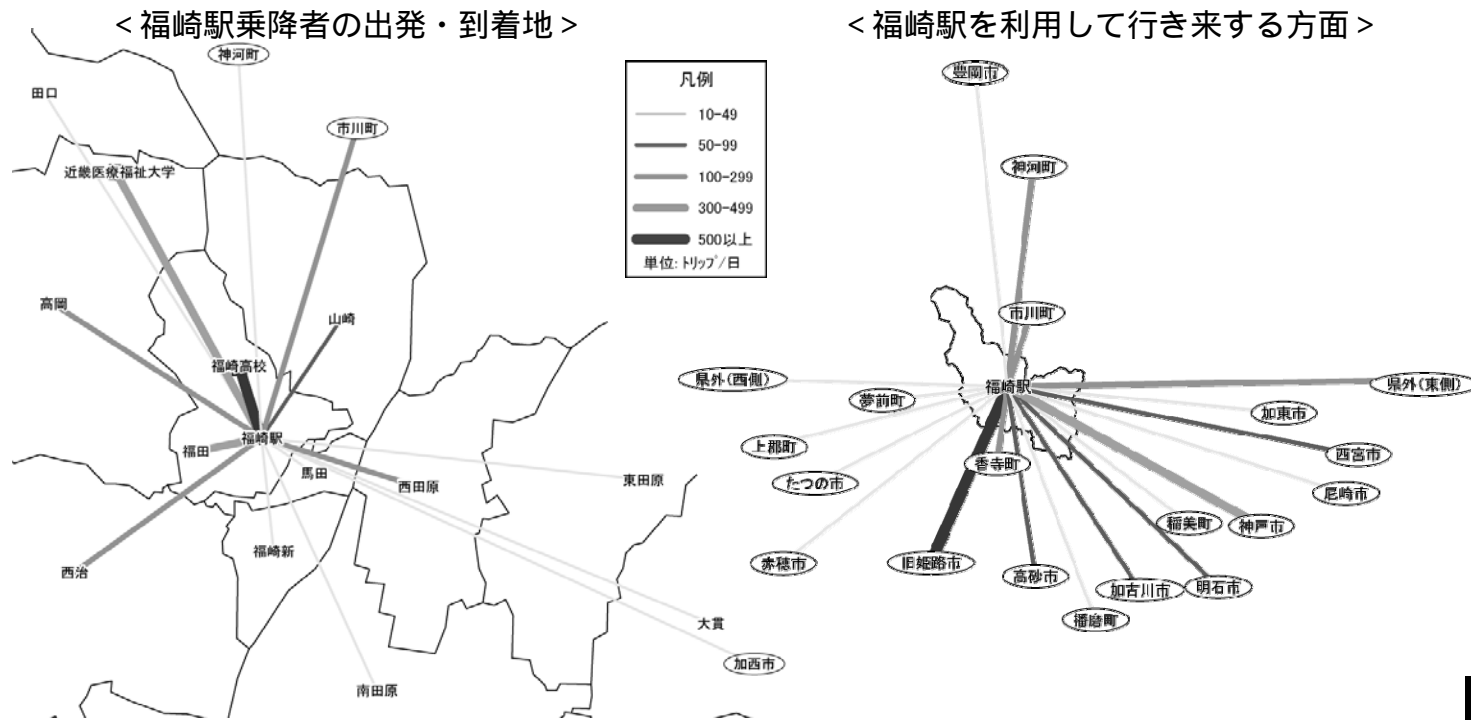 <福崎駅乗降者の出発・到着地>
神河町
田口
市川町
近畿医療福祉大学
高岡
山崎
福崎高校
福崎駅
福田
馬田
西田原
東田原
福崎新
西治
大貫
加西市
南田原
凡例
10-49
50-99
100-299
300-499
500以上
単位:トリップ/日
<福崎駅を利用して行き来する方面>
豊岡市
神河町
市川町
県外(西側)
福崎駅
県外(東側)
夢前町
加東市
上郡町
西宮市
香寺町
たつの市
尼崎市
稲美町
神戸市
赤穂市
旧姫路市
高砂市
加古川市
明石市
播磨町